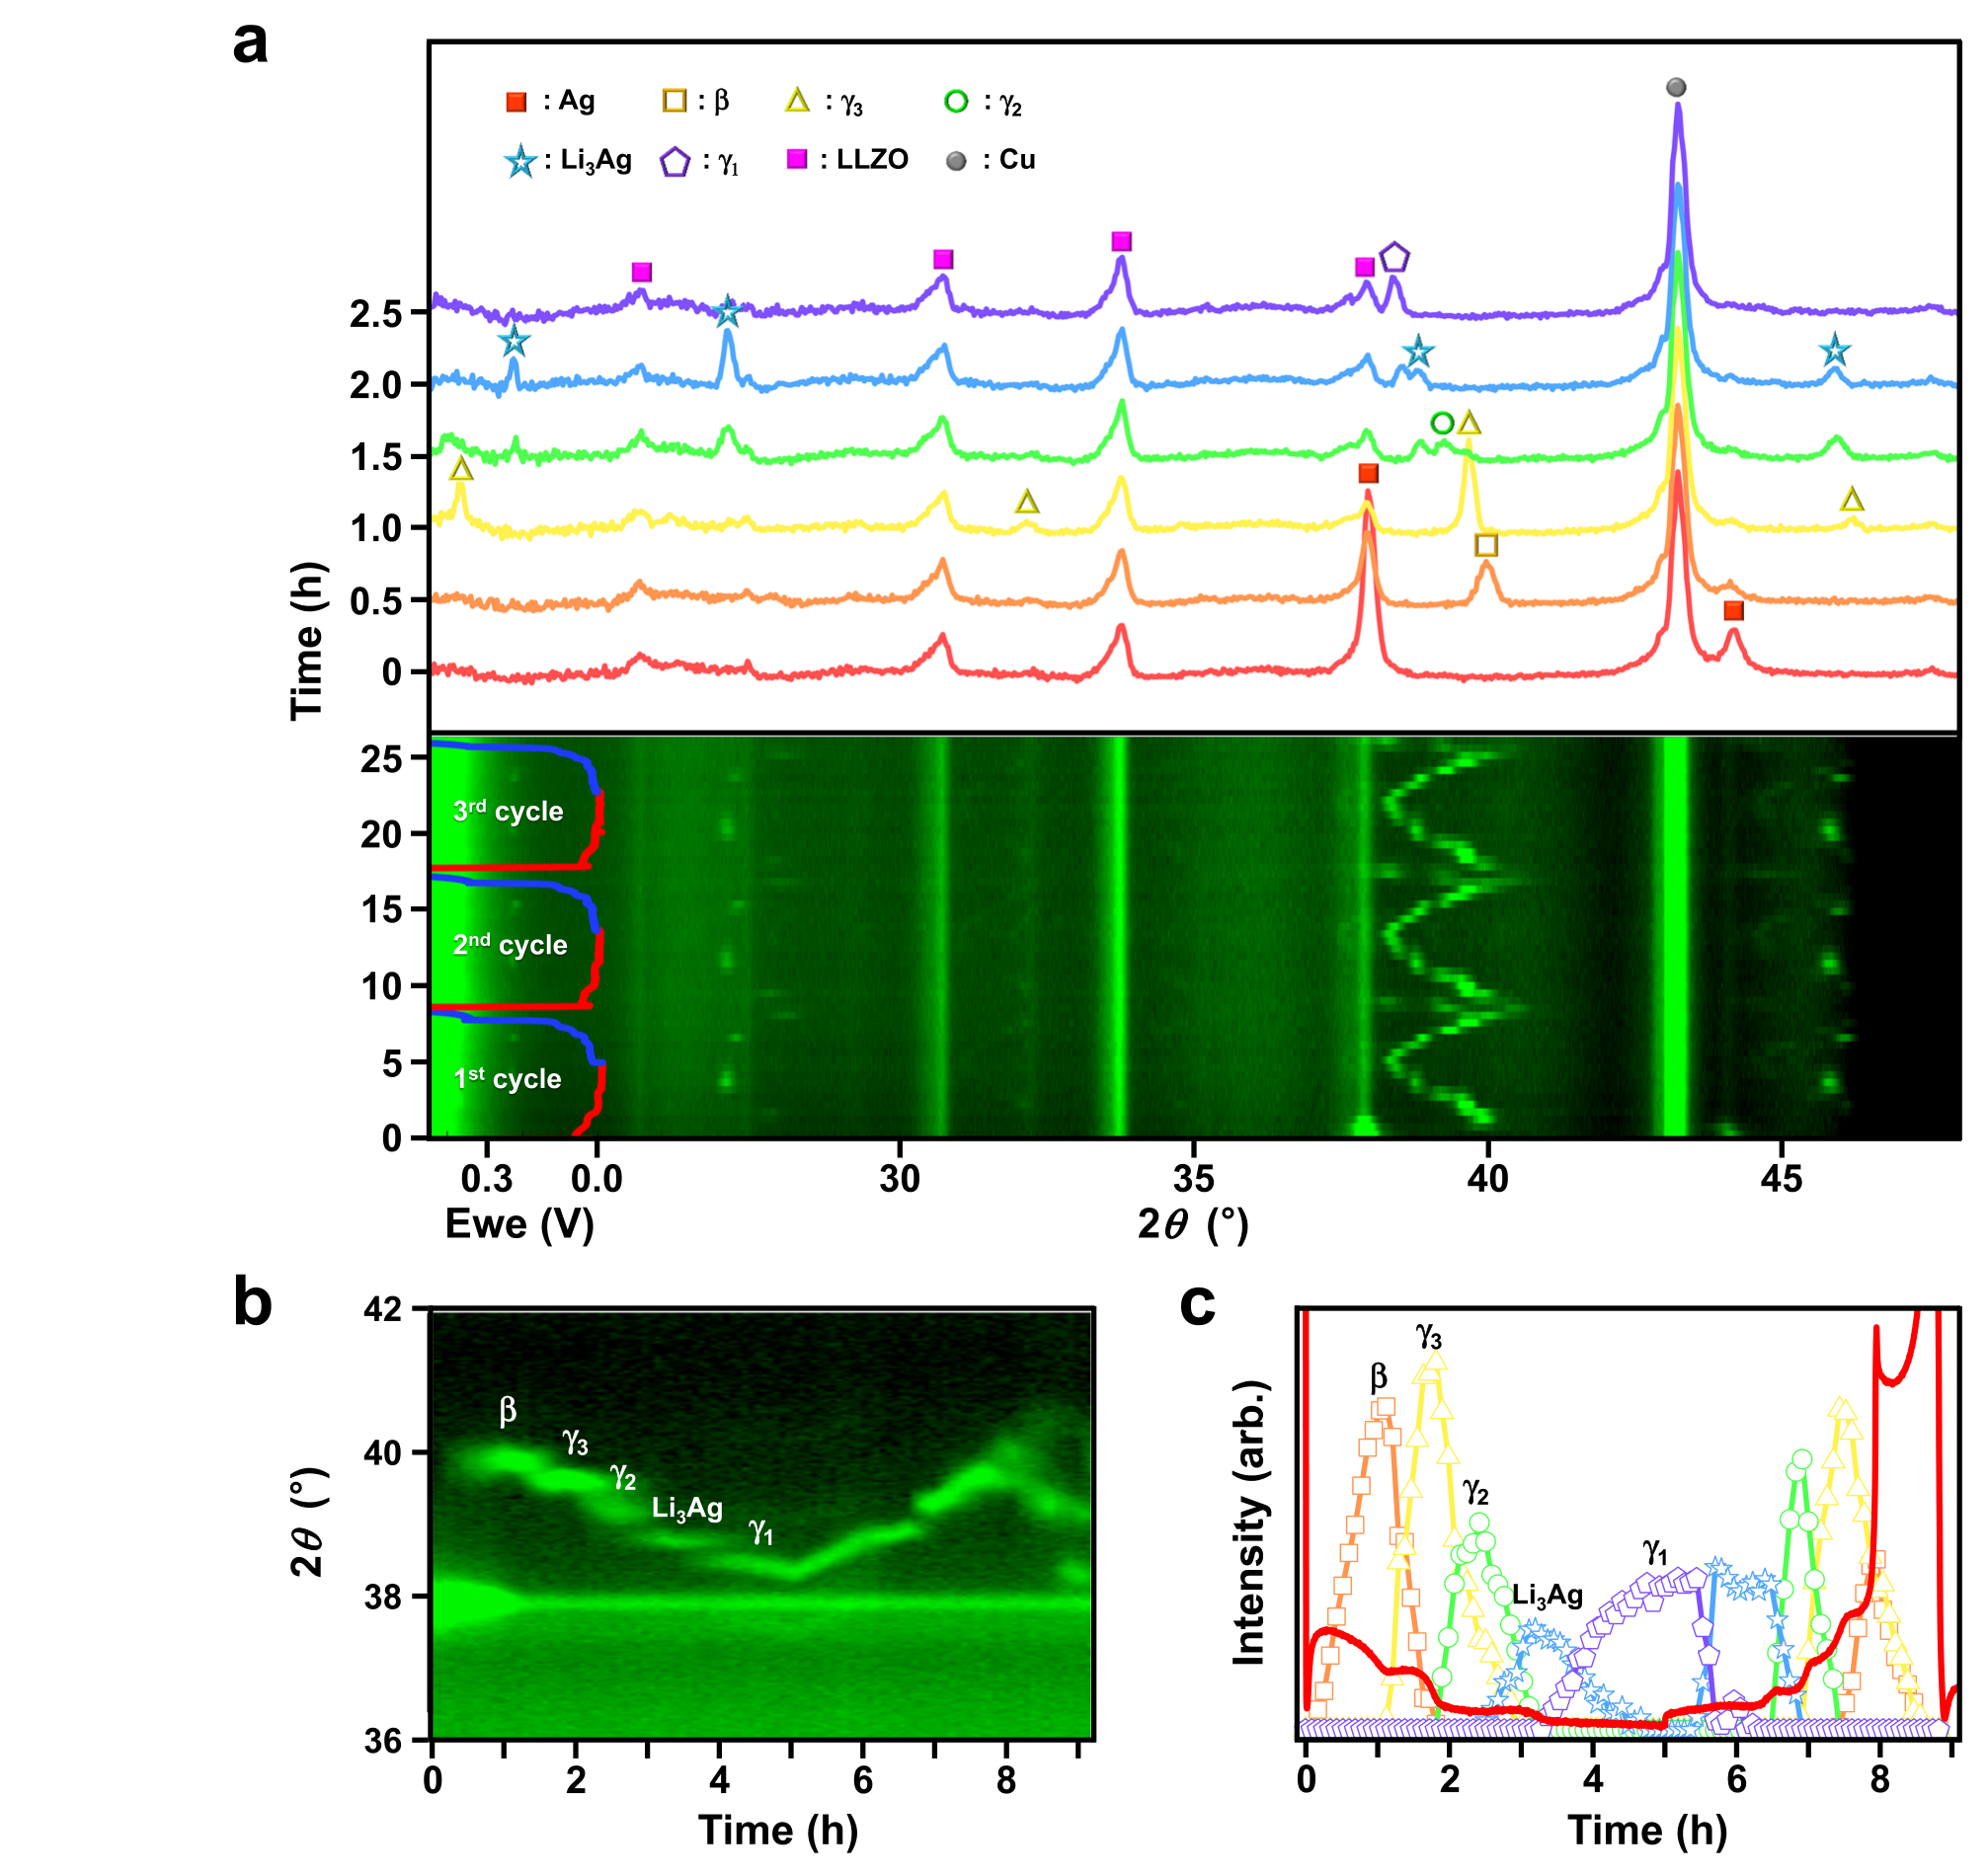 a
: Ag : β : γ₃ : γ₂
: Li₃Ag : γ₁ : LLZO : Cu
Time (h)
2.5
2.0
1.5
1.0
0.5
0
25
20
15
10
5
0
3rd cycle
2nd cycle
1st cycle
0.3 0.0 30 35 40 45
Ewe (V) 2θ (°)
b
42
40
38
36
2θ (°)
β
γ₃
γ₂
Li₃Ag
γ₁
0 2 4 6 8
Time (h)
c
Intensity (arb.)
γ₃
β
γ₂
γ₁
Li₃Ag
0 2 4 6 8
Time (h)